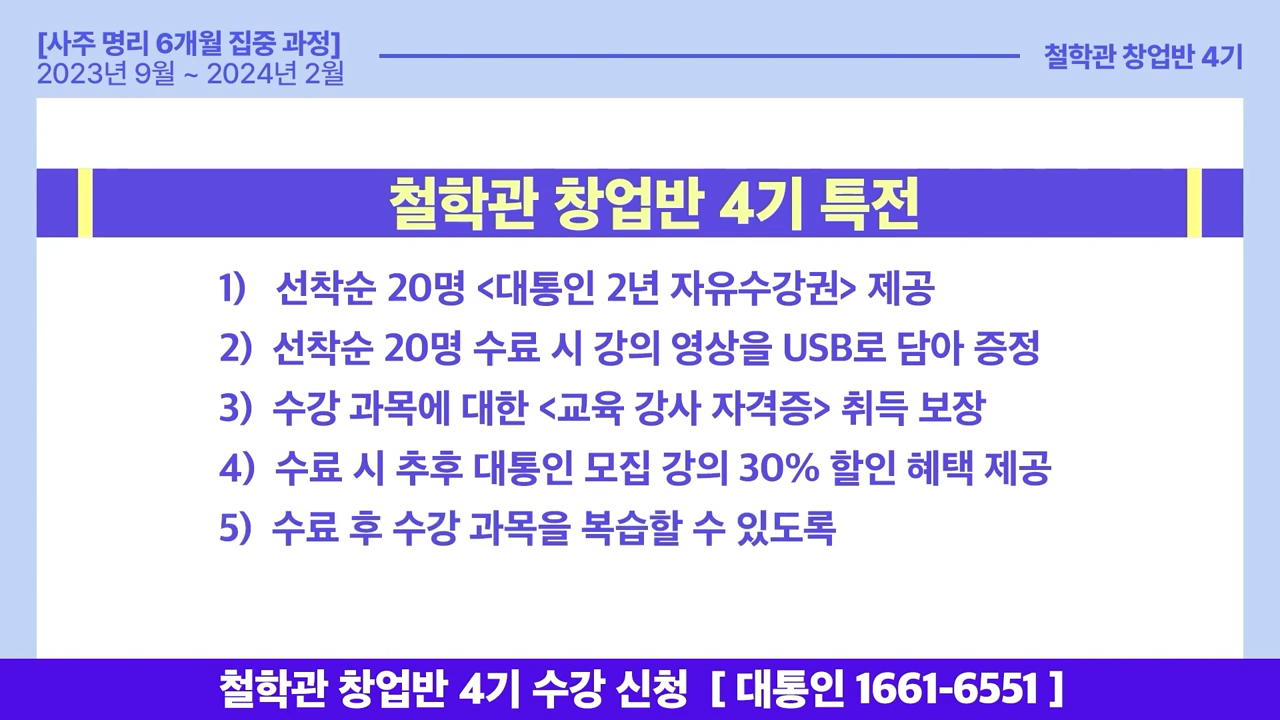 [사주 명리 6개월 집중 과정]
2023년 9월 ~ 2024년 2월
철학관 창업반 4기
철학관 창업반 4기 특전
1) 선착순 20명 <대통인 2년 자유수강권> 제공
2) 선착순 20명 수료 시 강의 영상을 USB로 담아 증정
3) 수강 과목에 대한 <교육 강사 자격증> 취득 보장
4) 수료 시 추후 대통인 모집 강의 30% 할인 혜택 제공
5) 수료 후 수강 과목을 복습할 수 있도록
철학관 창업반 4기 수강 신청 [ 대통인 1661-6551 ]